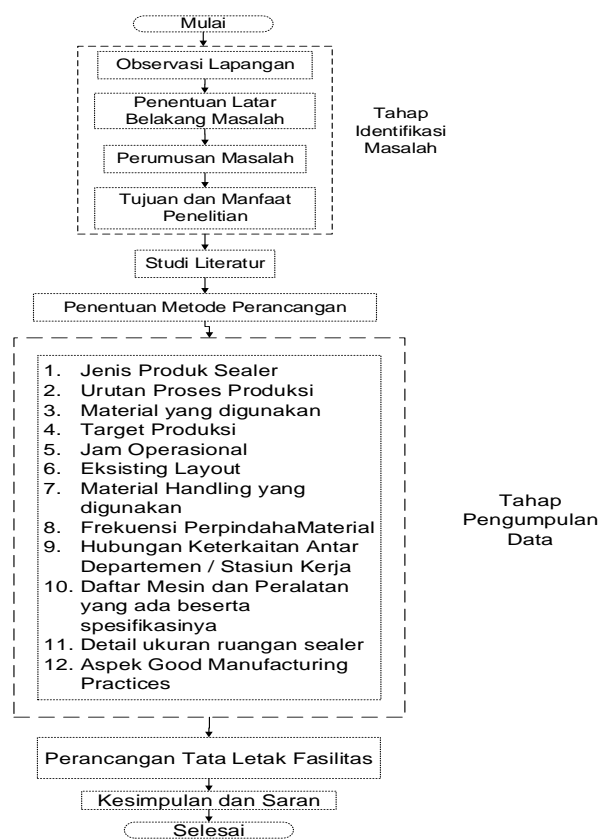 Mulai
Observasi Lapangan
Penentuan Latar
Belakang Masalah
Perumusan Masalah
Tujuan dan Manfaat
Penelitian
Tahap
Identifikasi
Masalah
Studi Literatur
Penentuan Metode Perancangan
1. Jenis Produk Sealer
2. Urutan Proses Produksi
3. Material yang digunakan
4. Target Produksi
5. Jam Operasional
6. Eksisting Layout
7. Material Handling yang
digunakan
8. Frekuensi PerpindahaMaterial
9. Hubungan Keterkaitan Antar
Departemen / Stasiun Kerja
10. Daftar Mesin dan Peralatan
yang ada beserta
spesifikasinya
11. Detail ukuran ruangan sealer
12. Aspek Good Manufacturing
Practices
Tahap
Pengumpulan
Data
Perancangan Tata Letak Fasilitas
Kesimpulan dan Saran
Selesai